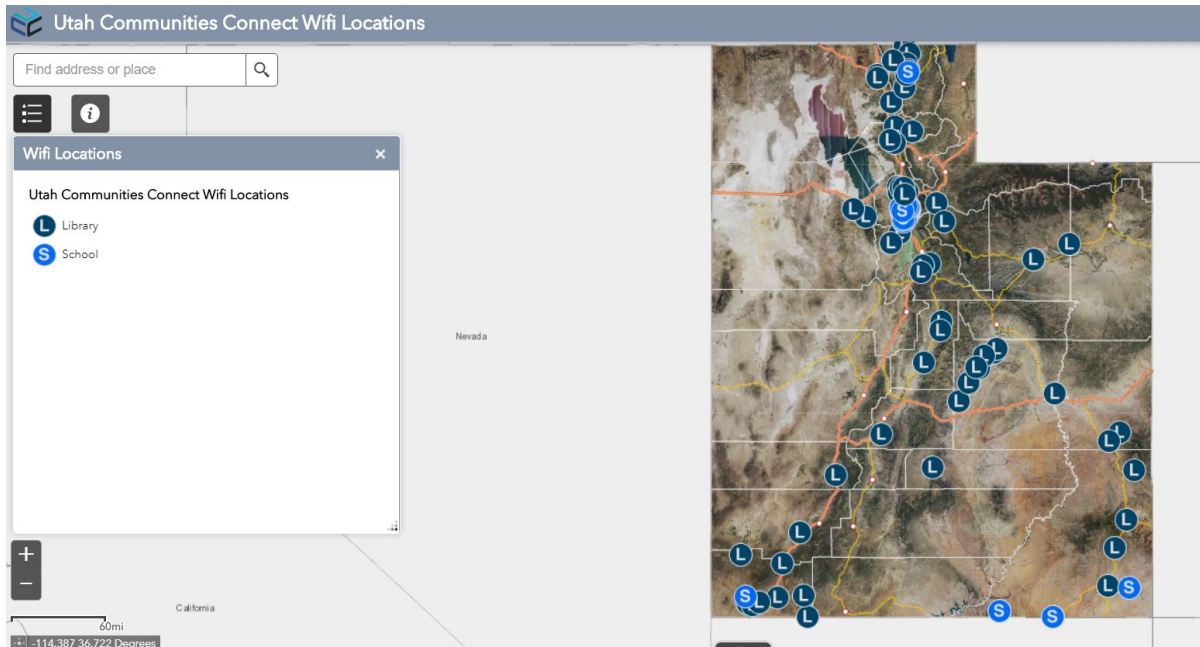 Utah Communities Connect Wifi Locations
Find address or place
Wifi Locations
×
Utah Communities Connect Wifi Locations
L Library
S School
Nevada
+
−
California
60mi
-114.387 36.722 Degrees